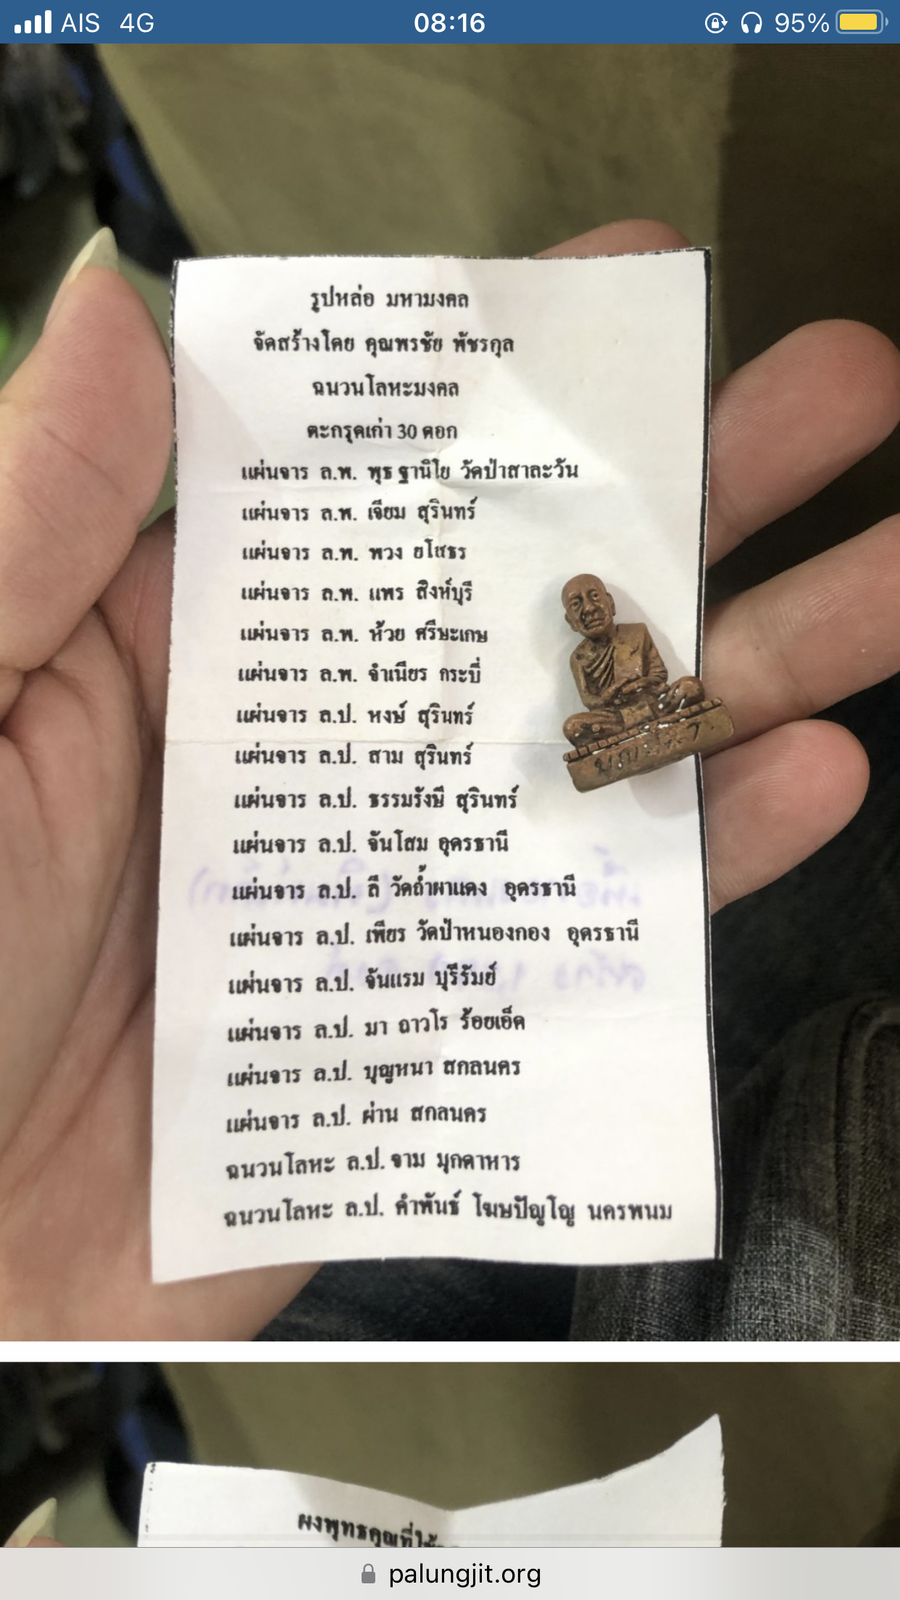 AIS 4G 08:16 95%
รูปหล่อ มหามงคล
จัดสร้างโดย คุณพรชัย พัชรกุล
ฉนวนโลหะมงคล
ตะกรุดเก่า 30 ดอก
แผ่นจาร ล.พ. พุธ ฐานิโย วัดป่าสาละวัน
แผ่นจาร ล.พ. เจียม สุรินทร์
แผ่นจาร ล.พ. พวง ยโสธร
แผ่นจาร ล.พ. แพร สิงห์บุรี
แผ่นจาร ล.พ. ห้วย ศรีษะเกษ
แผ่นจาร ล.พ. จำเนียร กระบี่
แผ่นจาร ล.ป. หงษ์ สุรินทร์
แผ่นจาร ล.ป. สาม สุรินทร์
แผ่นจาร ล.ป. ธรรมรังษี สุรินทร์
แผ่นจาร ล.ป. จันโสม อุดรธานี
แผ่นจาร ล.ป. ลี วัดถ้ำผาแดง อุดรธานี
แผ่นจาร ล.ป. เพียร วัดป่าหนองกอง อุดรธานี
แผ่นจาร ล.ป. จันแรม บุรีรัมย์
แผ่นจาร ล.ป. มา ถาวโร ร้อยเอ็ด
แผ่นจาร ล.ป. บุญหนา สกลนคร
แผ่นจาร ล.ป. ผ่าน สกลนคร
ฉนวนโลหะ ล.ป. จาม มุกดาหาร
ฉนวนโลหะ ล.ป. คำพันธ์ โฆษปัญโญ นครพนม
ผงพุทธคุณที่
palungjit.org